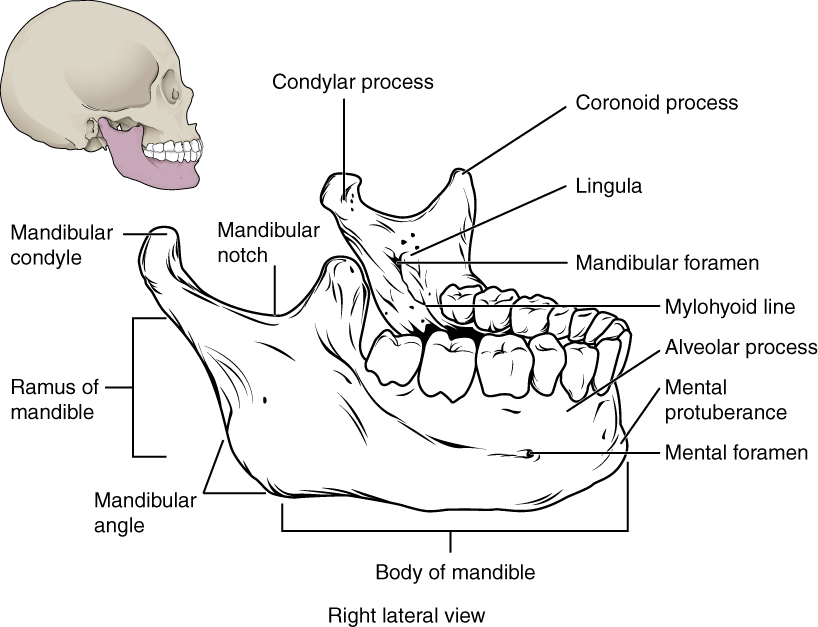 Condylar process
Coronoid process
Lingula
Mandibular
condyle
Mandibular
notch
Mandibular foramen
Mylohyoid line
Alveolar process
Ramus of
mandible
Mental
protuberance
Mental foramen
Mandibular
angle
Body of mandible
Right lateral view